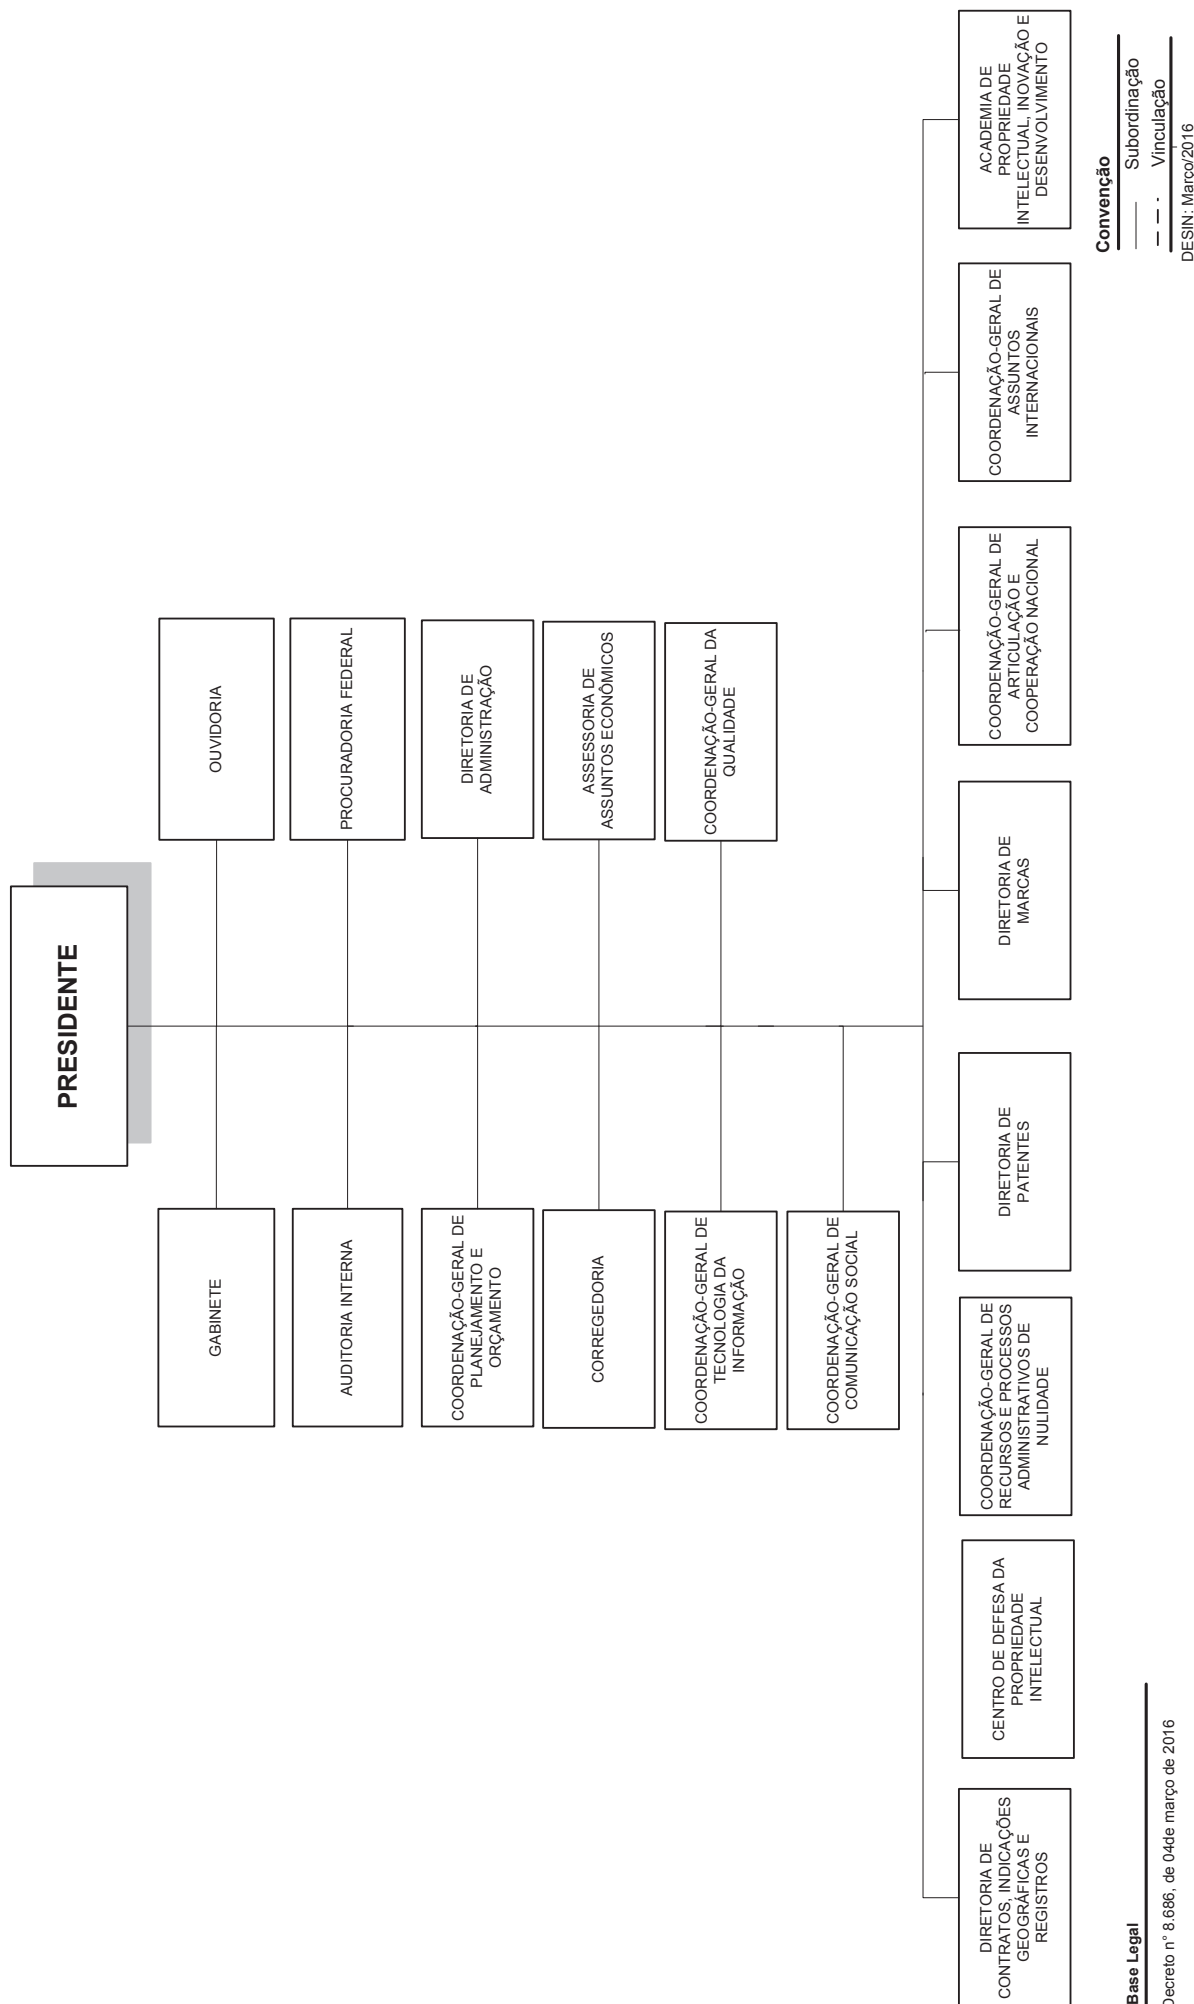 PRESIDENTE
GABINETE
OUVIDORIA
AUDITORIA INTERNA
PROCURADORIA FEDERAL
COORDENAÇÃO-GERAL DE
PLANEJAMENTO E
ORÇAMENTO
DIRETORIA DE
ADMINISTRAÇÃO
CORREGEDORIA
ASSESSORIA DE
ASSUNTOS ECONÔMICOS
COORDENAÇÃO-GERAL DE
TECNOLOGIA DA
INFORMAÇÃO
COORDENAÇÃO-GERAL DA
QUALIDADE
COORDENAÇÃO-GERAL DE
COMUNICAÇÃO SOCIAL
DIRETORIA DE
CONTRATOS, INDICAÇÕES
GEOGRÁFICAS E
REGISTROS
CENTRO DE DEFESA DA
PROPRIEDADE
INTELECTUAL
COORDENAÇÃO-GERAL DE
RECURSOS E PROCESSOS
ADMINISTRATIVOS DE
NULIDADE
DIRETORIA DE
PATENTES
DIRETORIA DE
MARCAS
COORDENAÇÃO-GERAL DE
ARTICULAÇÃO E
COOPERAÇÃO NACIONAL
COORDENAÇÃO-GERAL DE
ASSUNTOS
INTERNACIONAIS
ACADEMIA DE
PROPRIEDADE
INTELECTUAL, INOVAÇÃO E
DESENVOLVIMENTO
Base Legal
Decreto n° 8.686, de 04de março de 2016
Convenção
Subordinação
Vinculação
DESIN: Marco/2016